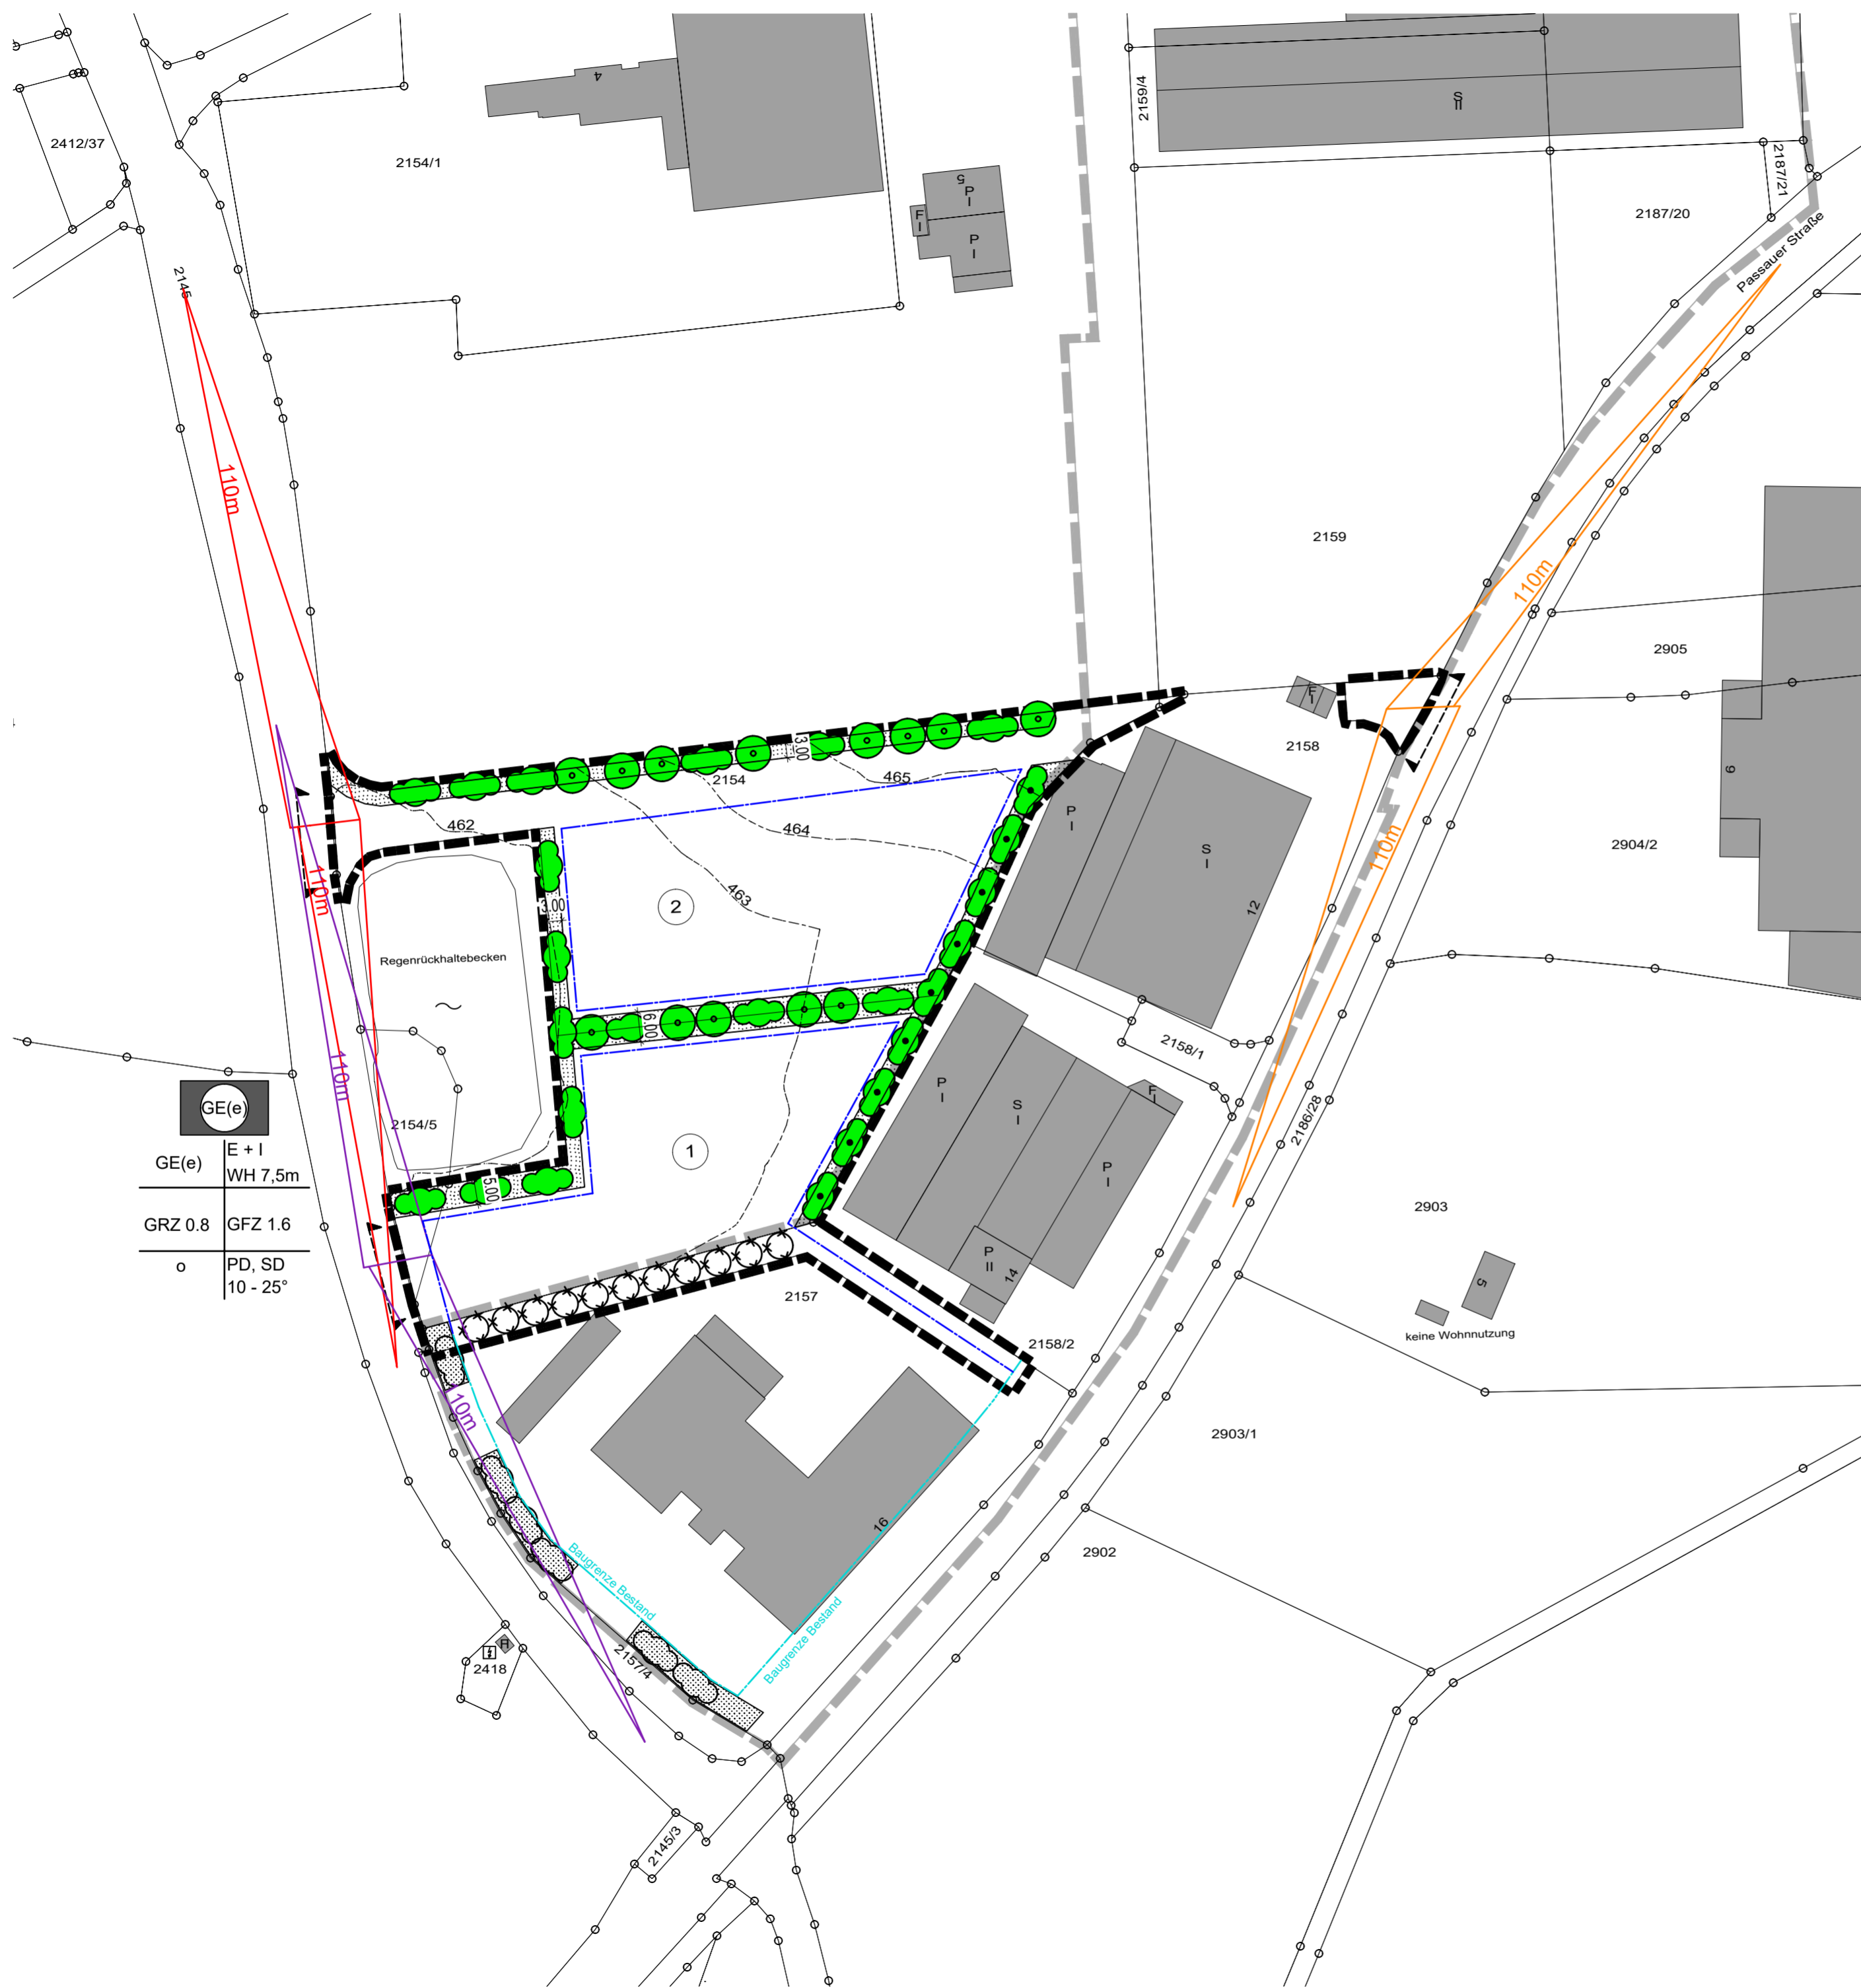 4
2159/4
S
II
2412/37
2154/1
2187/21
5
P
I
F
I
P
I
2187/20
Passauer Straße
2145
110m
2159
110m
2905
F
I
2158
3.00
2154
465
462
464
110m
P
I
S
I
9
2904/2
463
110m
3.00
2
12
Regenrückhaltebecken
6.00
2158/1
110m
P
I
S
I
F
I
2186/28
GE(e)
2154/5
1
GE(e)
E + I
WH 7,5m
5.00
P
I
2903
GRZ 0.8
GFZ 1.6
o
PD, SD
10 - 25°
P
II
14
5
2157
keine Wohnnutzung
2158/2
110m
2903/1
16
2902
Baugrenze Bestand
Baugrenze Bestand
2157/4
2418
2145/3